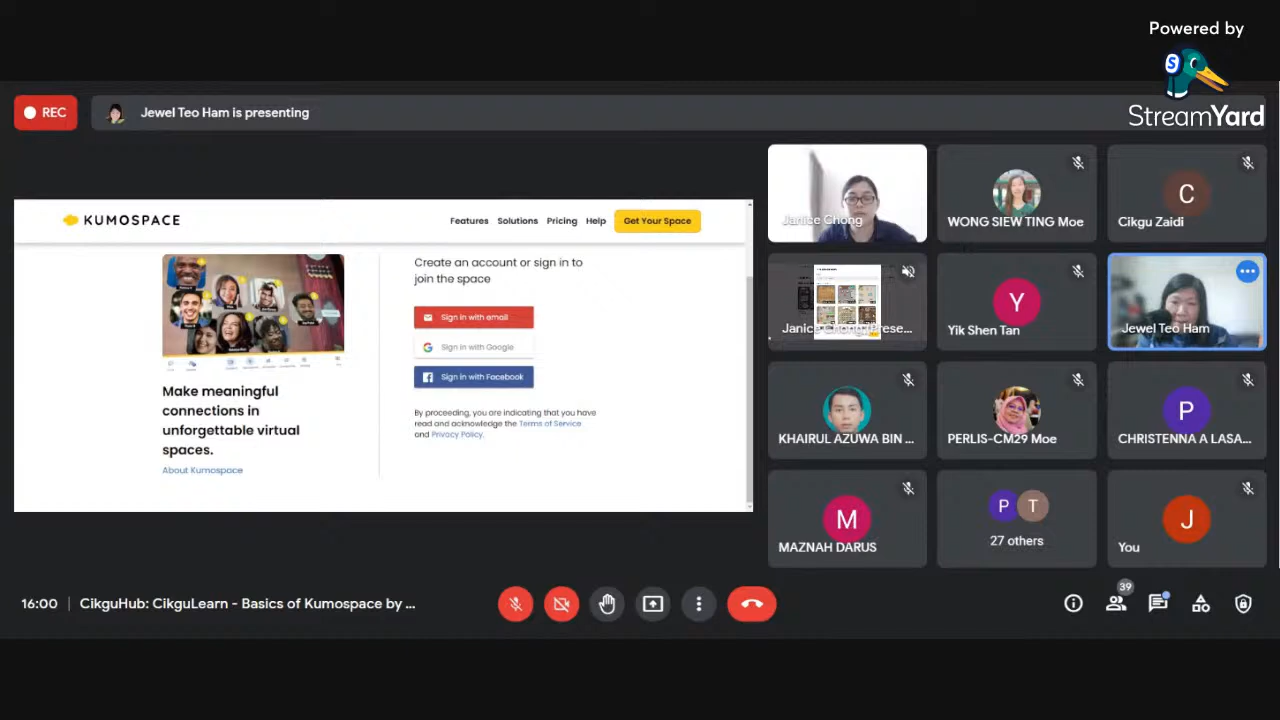 Powered by
S
StreamYard
REC
Jewel Teo Ham is presenting
KUMOSPACE
Features
Solutions
Pricing
Help
Get Your Space
Create an account or sign in to
join the space
Sign in with email
Sign in with Google
Sign in with Facebook
By proceeding, you are indicating that you have
read and acknowledge the Terms of Service
and Privacy Policy.
Make meaningful
connections in
unforgettable virtual
spaces.
About Kumospace
Janice Chong
WONG SIEW TING Moe
C
Cikgu Zaidi
Janice Chong (Prese...
Y
Yik Shen Tan
Jewel Teo Ham
KHAIRUL AZUWA BIN ...
PERLIS-CM29 Moe
P
CHRISTENNA A LASA...
M
MAZNAH DARUS
P
T
27 others
J
You
16:00
CikguHub: CikguLearn - Basics of Kumospace by ...
39